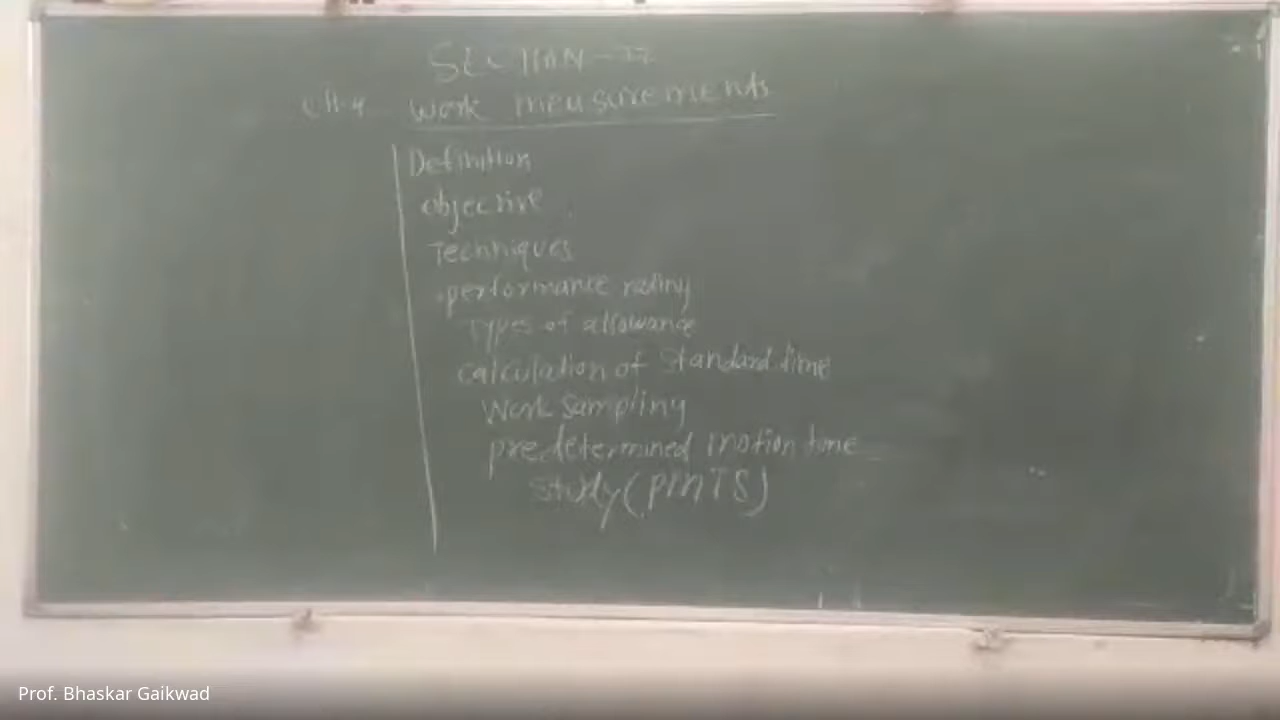 Section - II
CH-4 Work measurements
Definition
objective
Techniques
performance rating
Types of allowance
calculation of standard time
Work sampling
predetermined motion time
study (PMTS)
Prof. Bhaskar Gaikwad